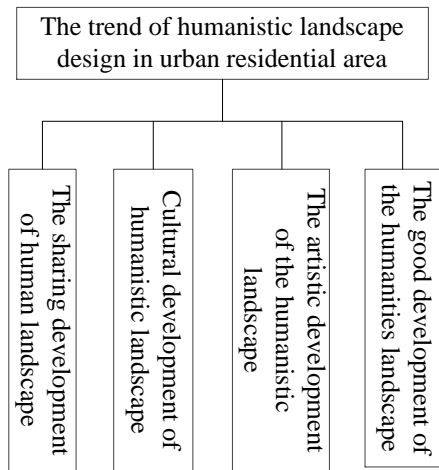 The trend of humanistic landscape
design in urban residential area
The sharing development
of human landscape
Cultural development of
humanistic landscape
The artistic development
of the humanistic
landscape
The good development of
the humanities landscape